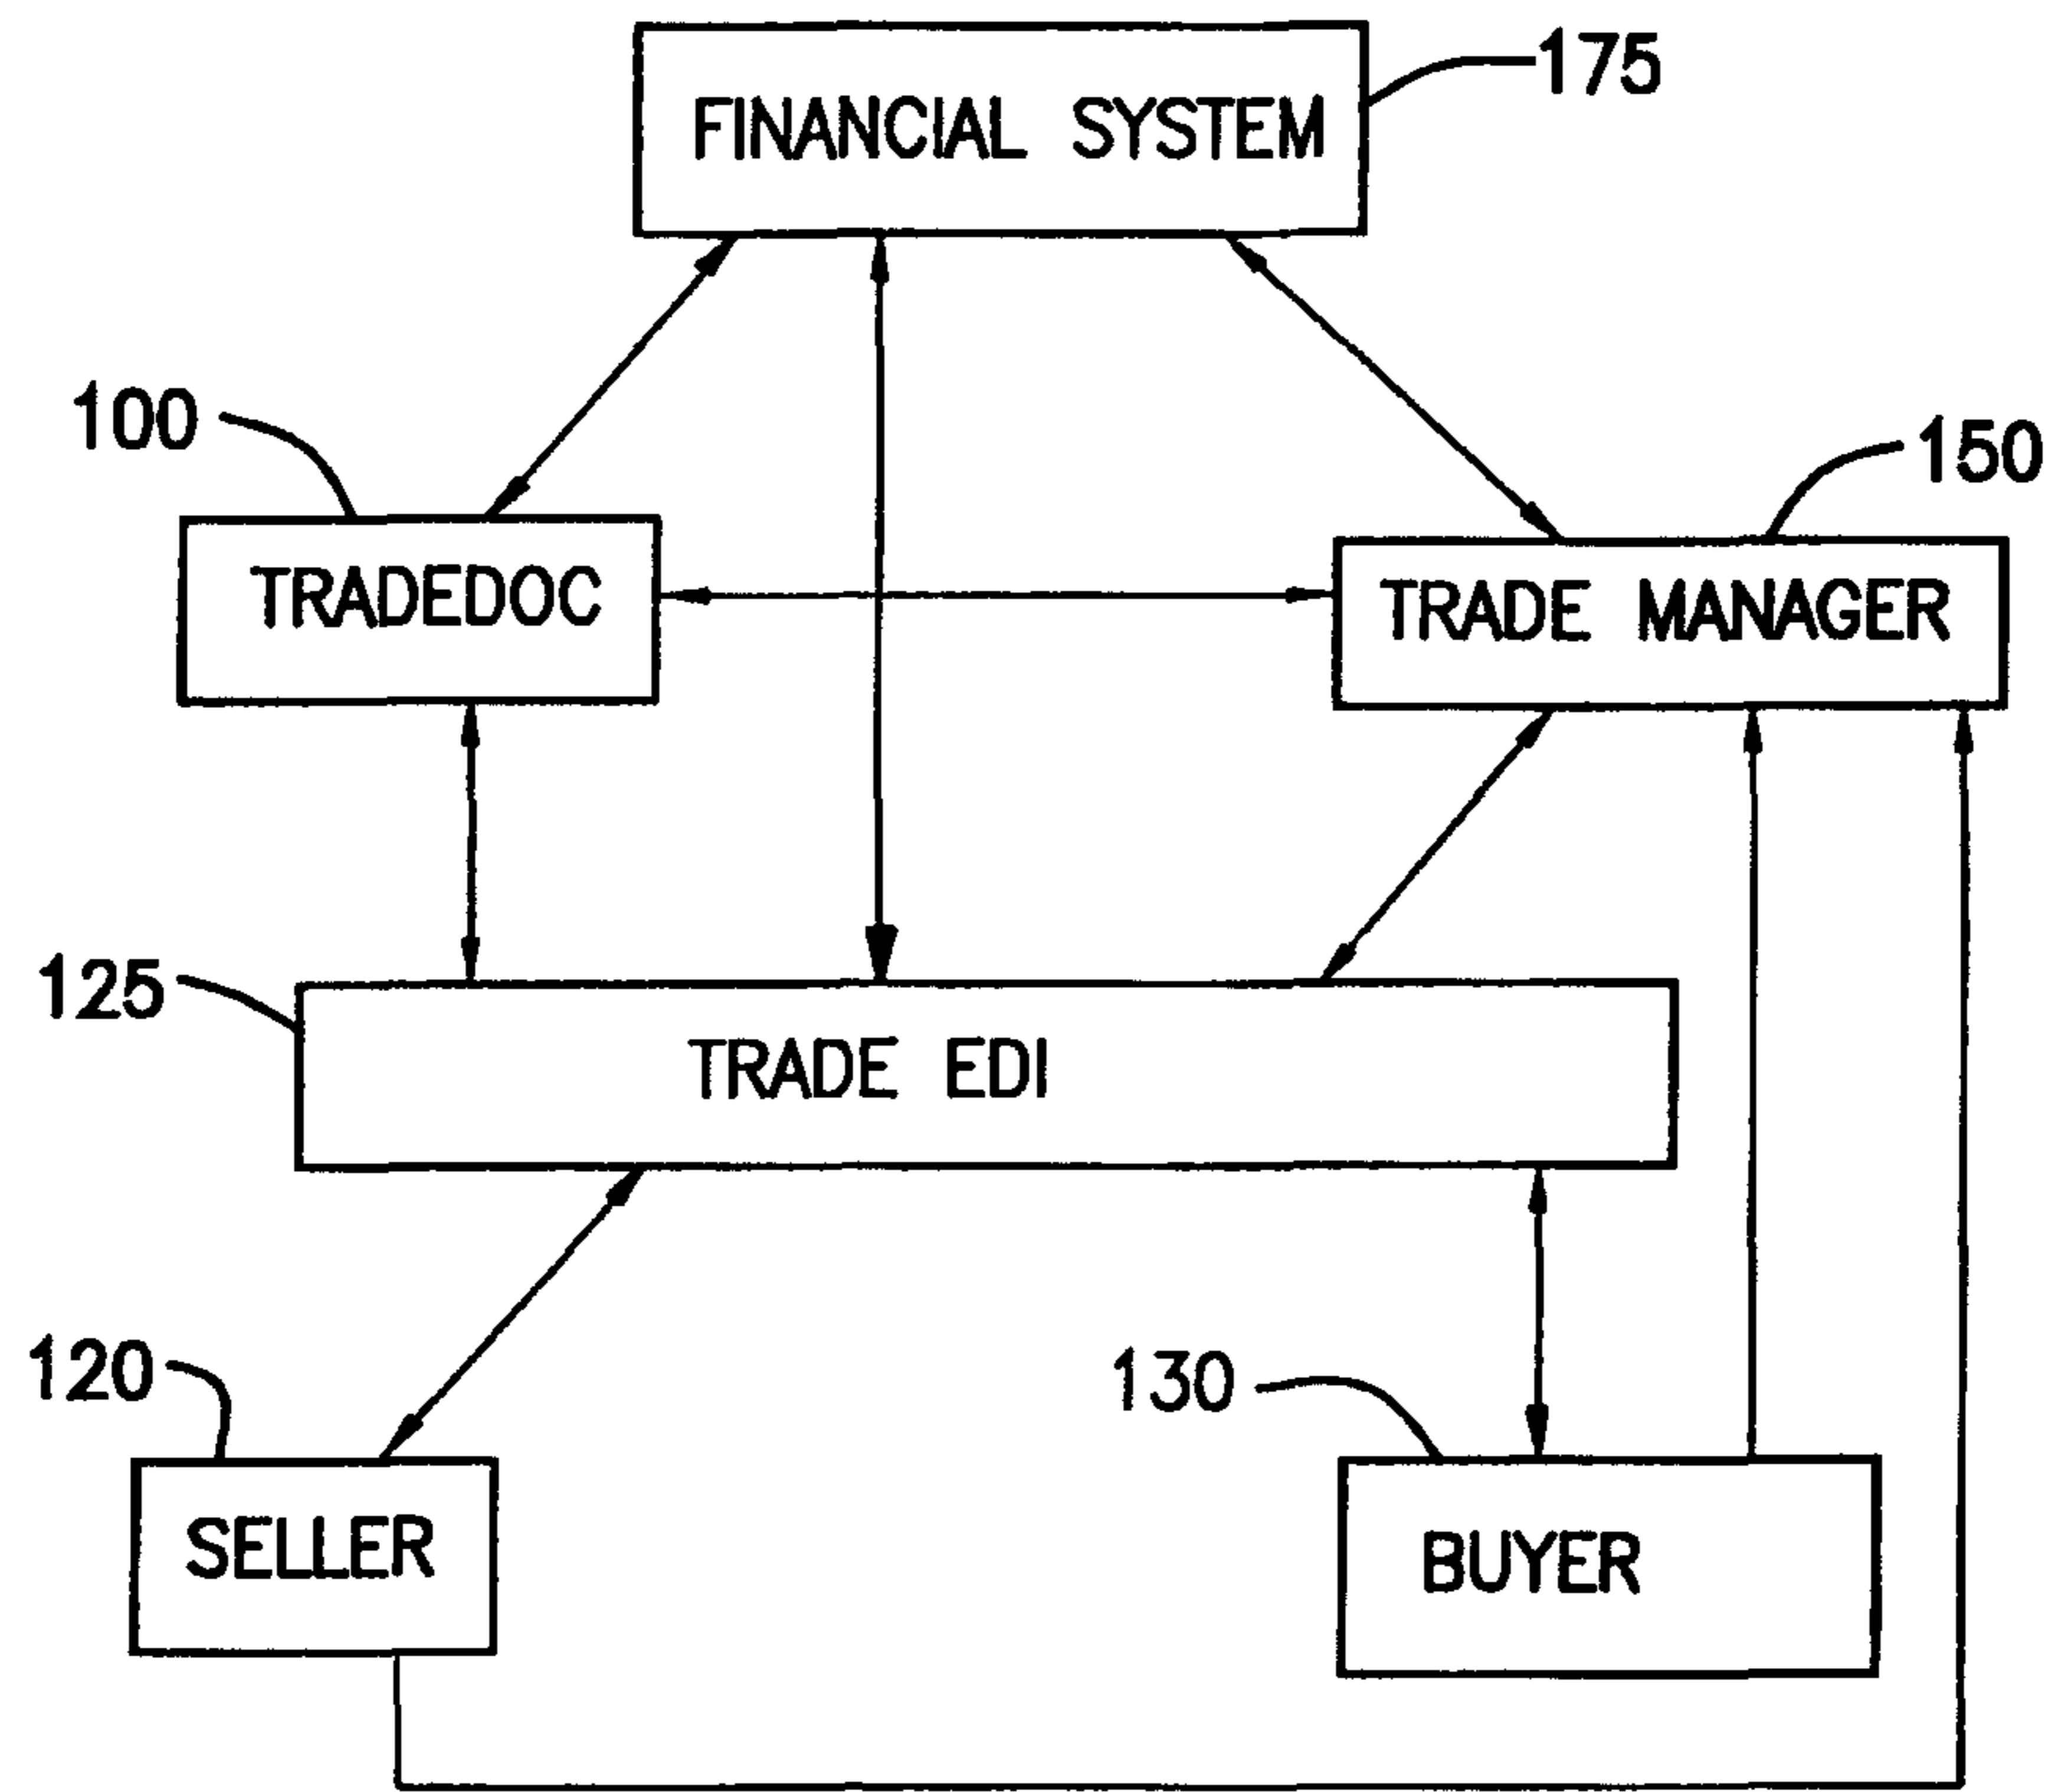 FINANCIAL SYSTEM
175
100
150
TRADEDOC
TRADE MANAGER
125
TRADE EDI
120
130
SELLER
BUYER